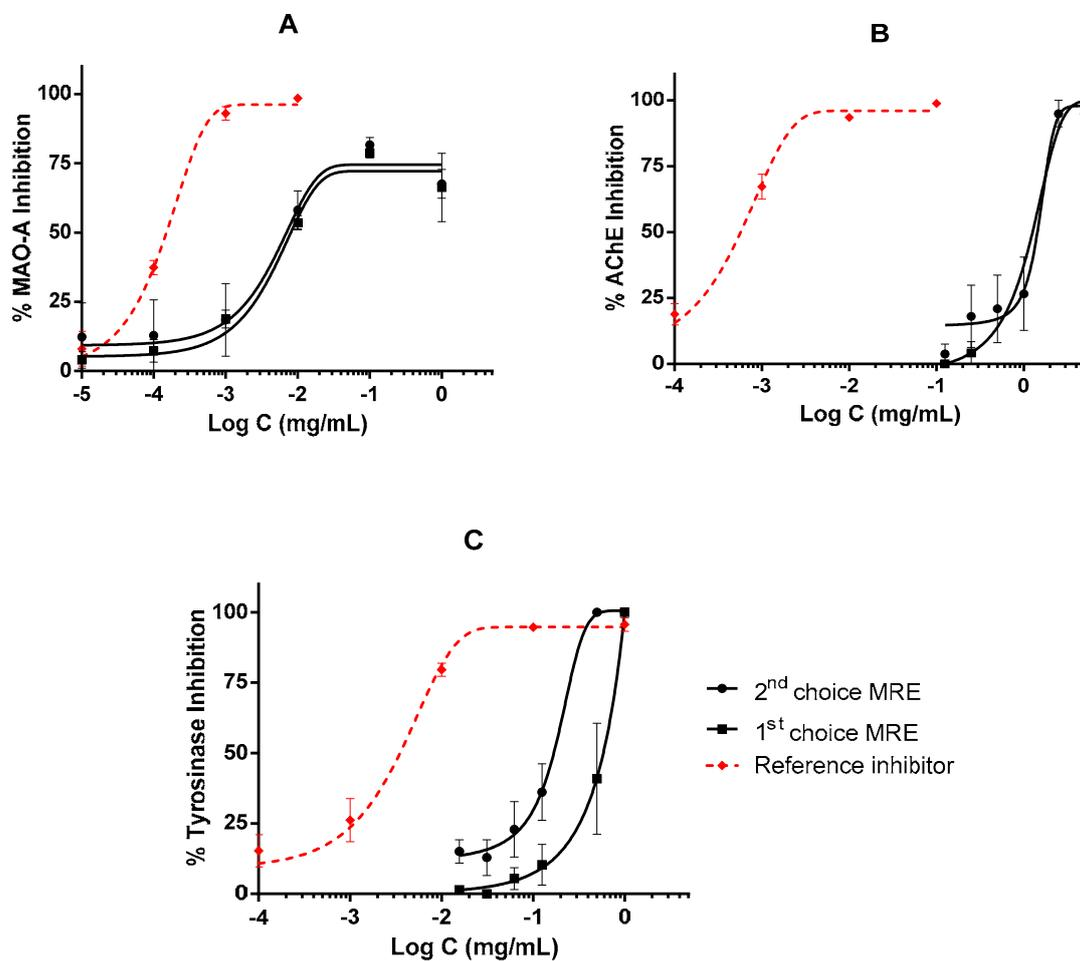 A
% MAO-A Inhibition
100
75
50
25
0
-5 -4 -3 -2 -1 0
Log C (mg/mL)
B
% AChE Inhibition
100
75
50
25
0
-4 -3 -2 -1 0
Log C (mg/mL)
C
% Tyrosinase Inhibition
100
75
50
25
0
-4 -3 -2 -1 0
Log C (mg/mL)
2nd choice MRE
1st choice MRE
Reference inhibitor